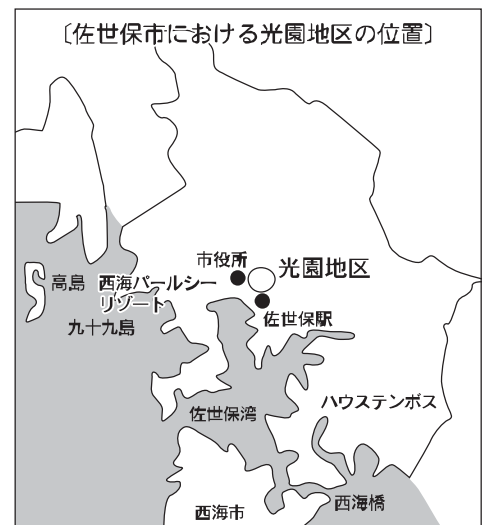 〔佐世保市における光園地区の位置〕
市役所
光園地区
高島
西海パールシー
リゾート
佐世保駅
九十九島
ハウステンボス
佐世保湾
西海橋
西海市